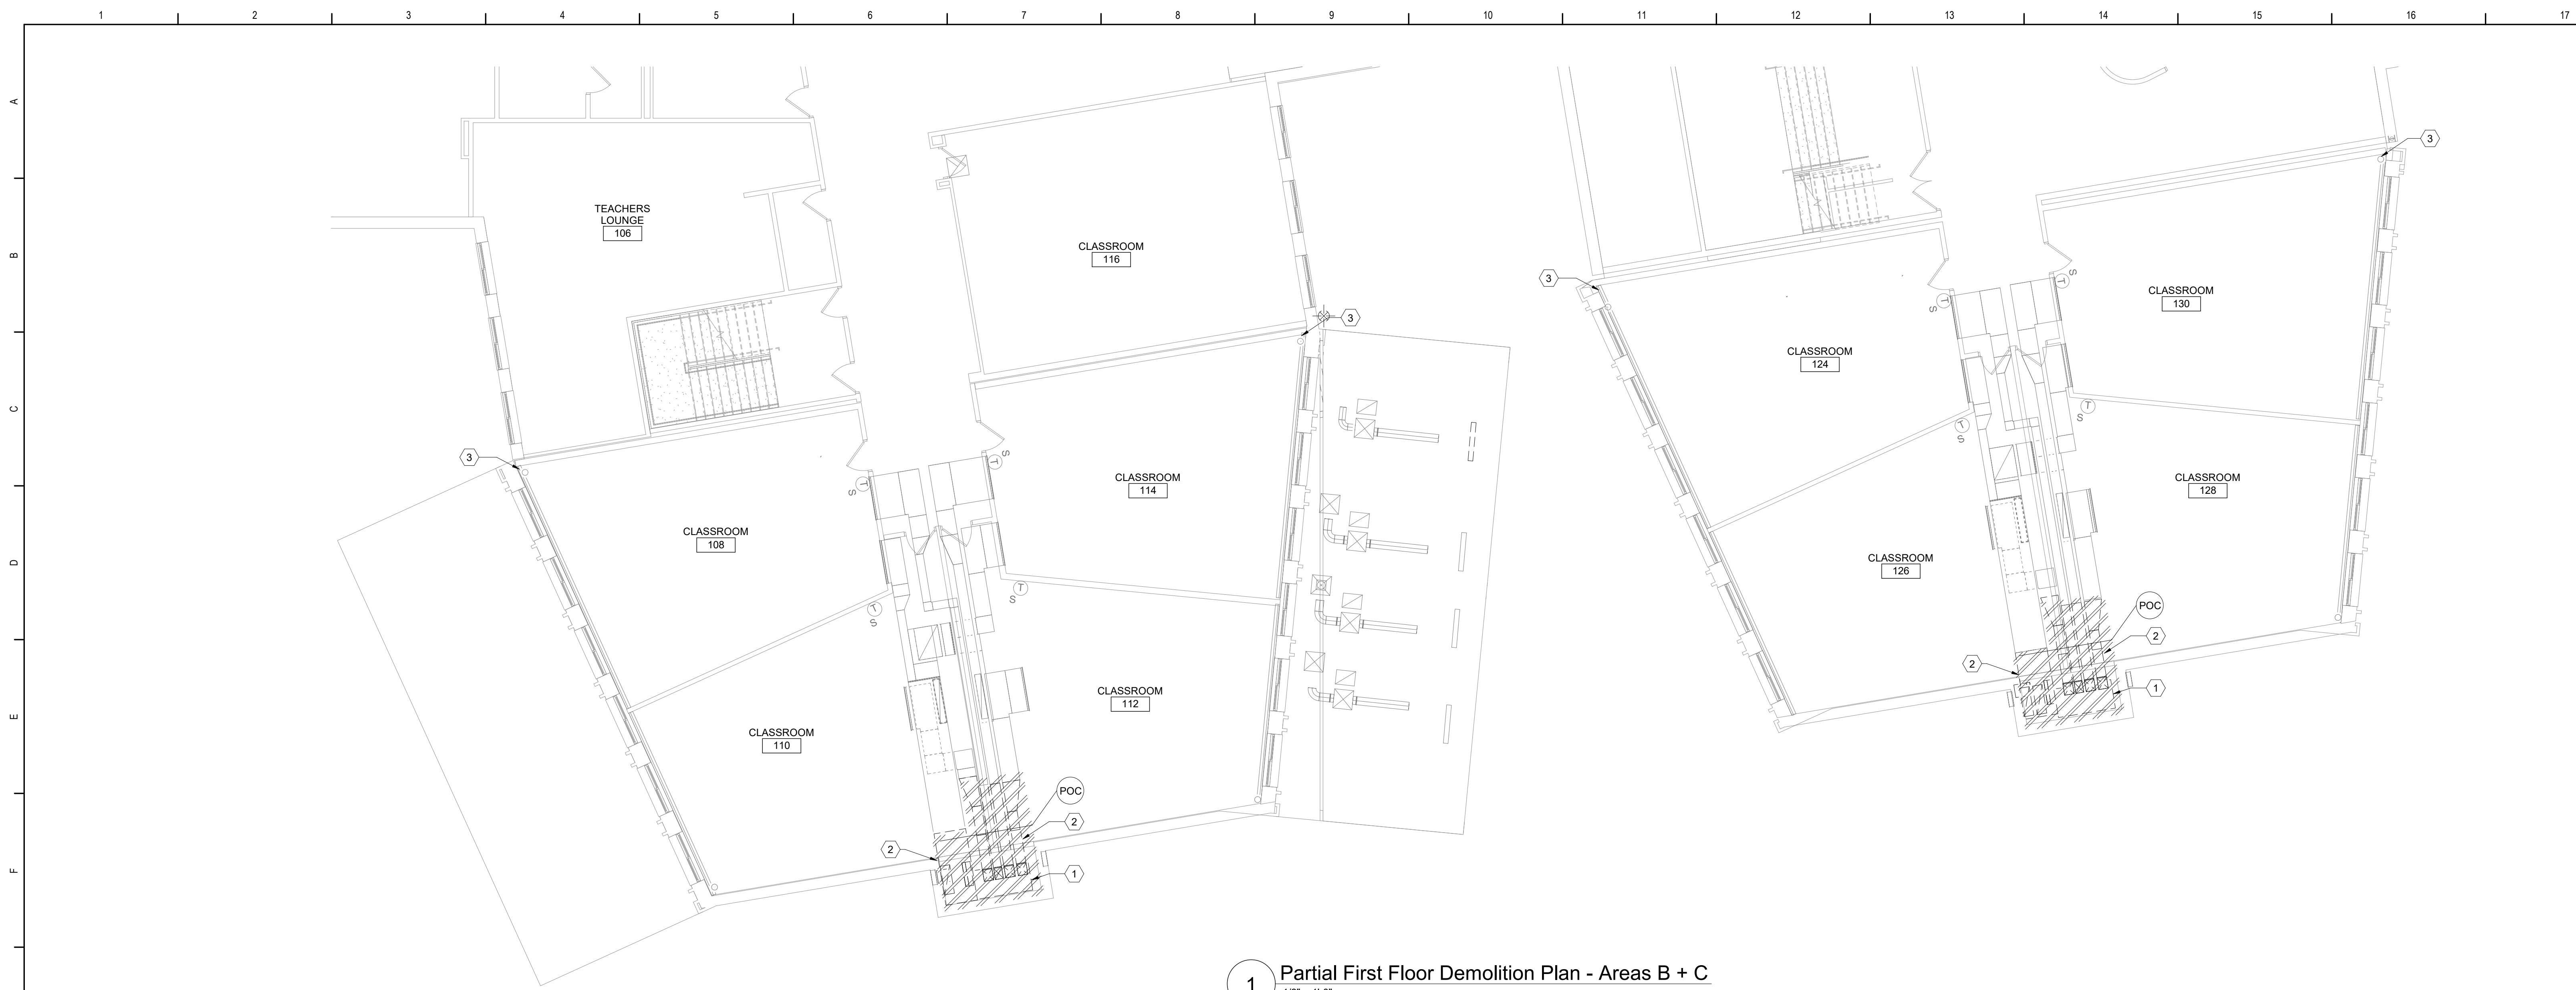 1 2 3 4 5 6 7 8 9 10 11 12 13 14 15 16 17
A
B
C
D
E
F
TEACHERS
LOUNGE
106
CLASSROOM
116
3
CLASSROOM
114
CLASSROOM
112
3
CLASSROOM
108
CLASSROOM
110
T
S
T
S
T
S
T
S
POC
2
2
1
3
CLASSROOM
124
CLASSROOM
126
3
CLASSROOM
130
CLASSROOM
128
T
S
T
S
T
S
T
S
POC
2
2
1
1
Partial First Floor Demolition Plan - Areas B + C